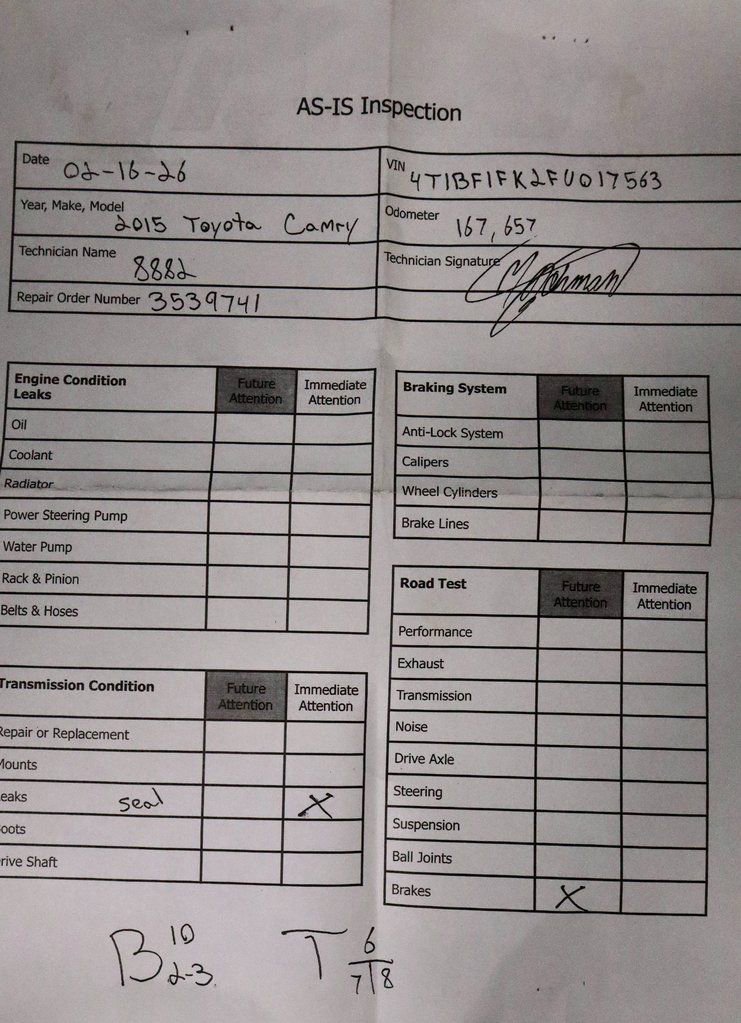 AS-IS Inspection
Date 02-16-26
VIN 4T1BF1FK2FU017563
Year, Make, Model 2015 Toyota Camry
Odometer 167,657
Technician Name 8882
Technician Signature
Repair Order Number 3539741
Engine Condition Leaks Future Attention Immediate Attention
Oil
Coolant
Radiator
Power Steering Pump
Water Pump
Rack & Pinion
Belts & Hoses
Transmission Condition Future Attention Immediate Attention
Repair or Replacement
Mounts
eaks seal X
oots
rive Shaft
Braking System Future Attention Immediate Attention
Anti-Lock System
Calipers
Wheel Cylinders
Brake Lines
Road Test Future Attention Immediate Attention
Performance
Exhaust
Transmission
Noise
Drive Axle
Steering
Suspension
Ball Joints
Brakes X
B 10 2-3
T 6 7 8